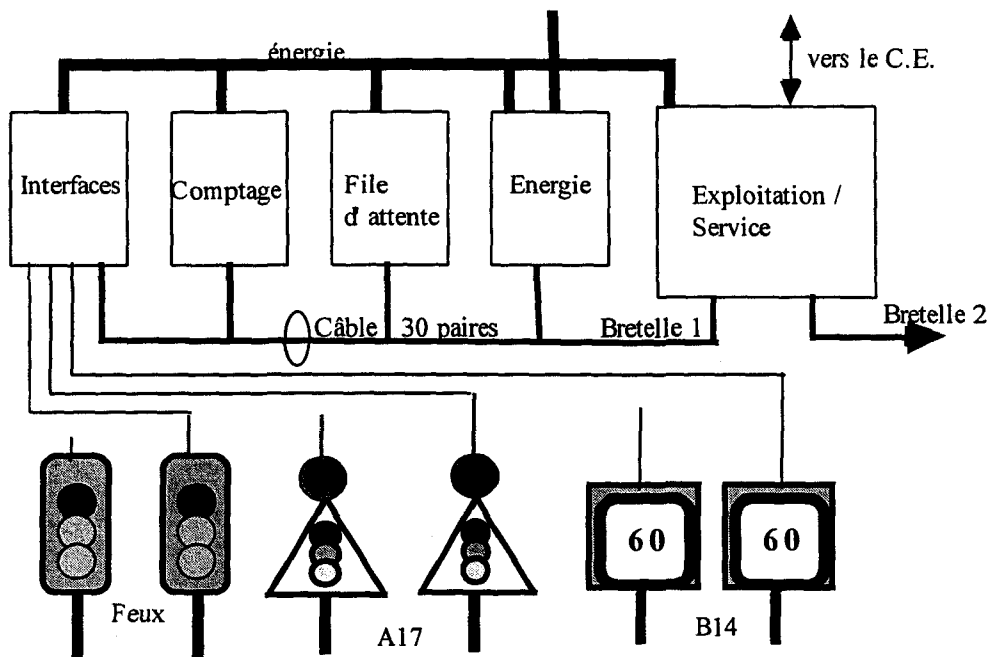 énergie
vers le C.E.
Interfaces
Comptage
File
d' attente
Energie
Exploitation /
Service
Câble 30 paires
Bretelle 1
Bretelle 2
60
60
Feux
A17
B14